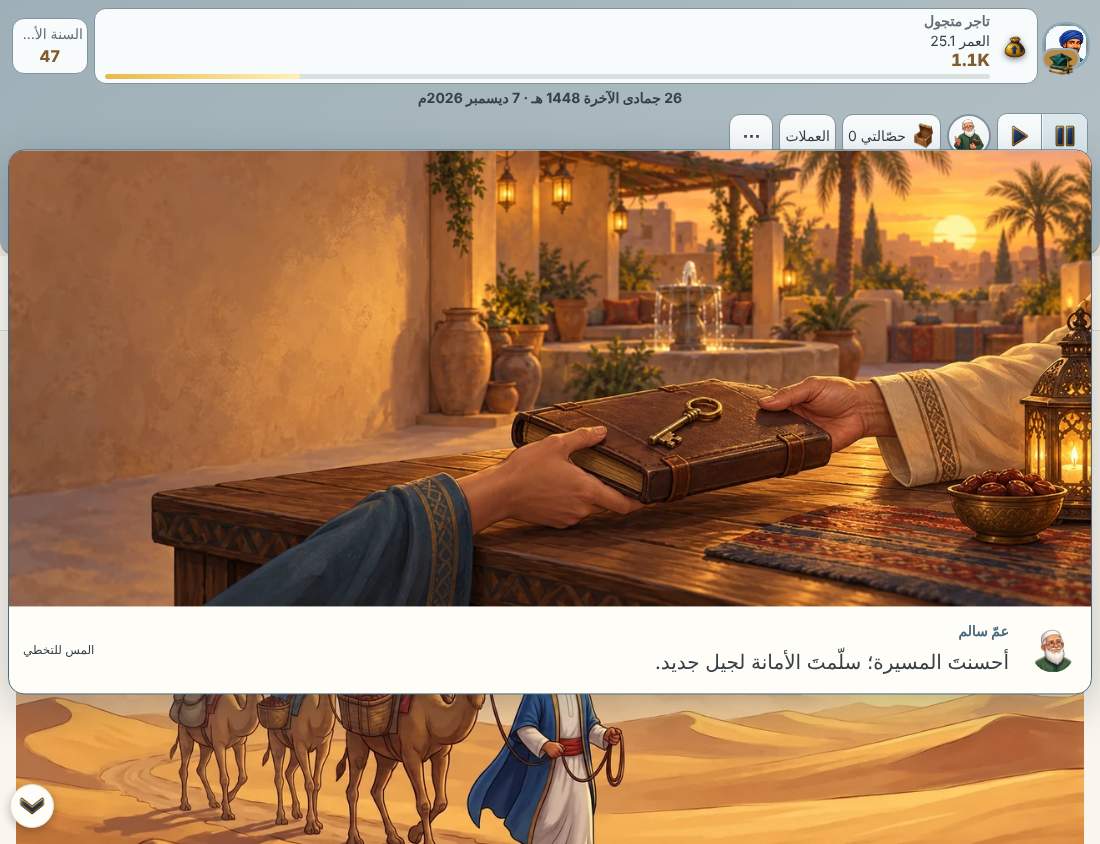 تاجر متجول
العمر 25.1
1.1K
السنة الأ...
47
26 جمادى الآخرة 1448 هـ · 7 ديسمبر 2026م
حصّالتي 0
العملات
...
عمّ سالم
أحسنتَ المسيرة؛ سلّمتَ الأمانة لجيل جديد.
المس للتخطي